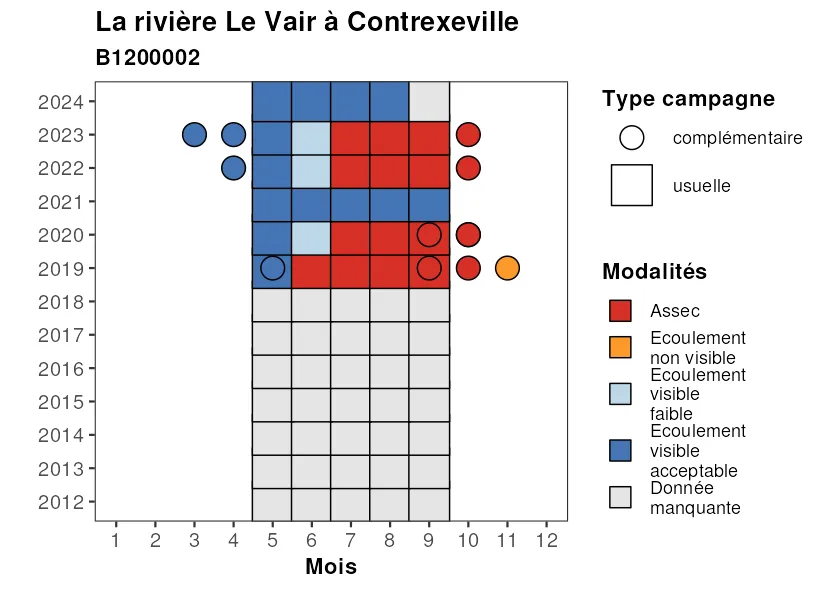 La rivière Le Vair à Contrexeville
B1200002
2024
2023
2022
2021
2020
2019
2018
2017
2016
2015
2014
2013
2012
1 2 3 4 5 6 7 8 9 10 11 12
Mois
Type campagne
complémentaire
usuelle
Modalités
Assec
Ecoulement
non visible
Ecoulement
visible
faible
Ecoulement
visible
acceptable
Donnée
manquante